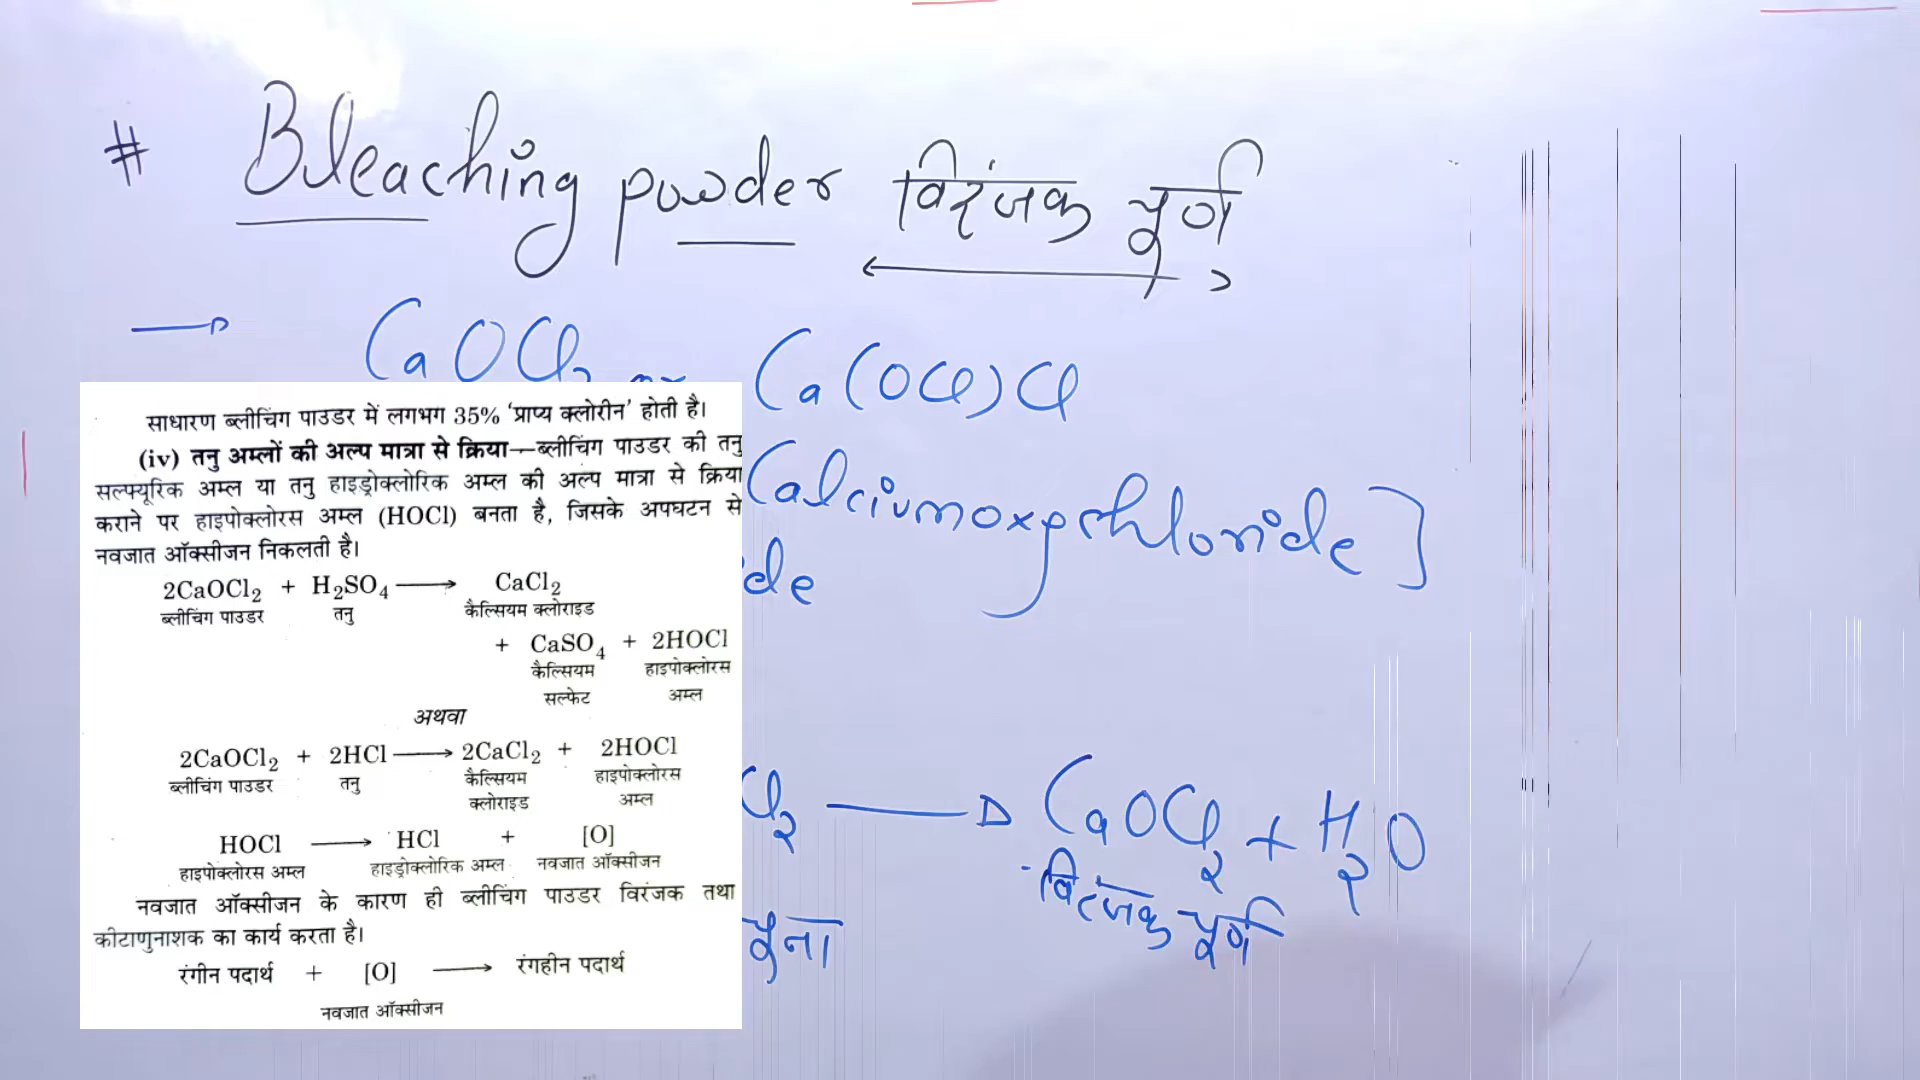 # Bleaching powder विरंजक चूर्ण
CaOCl2 or Ca(OCl)Cl
Calciumoxychloride]
ide
Cl2 → CaOCl2 + H2O
विरंजक चूर्ण
चुना
साधारण ब्लीचिंग पाउडर में लगभग 35% ‘प्राप्य क्लोरीन’ होती है।
(iv) तनु अम्लों की अल्प मात्रा से क्रिया—ब्लीचिंग पाउडर की तनु
सल्फ्यूरिक अम्ल या तनु हाइड्रोक्लोरिक अम्ल की अल्प मात्रा से क्रिया
कराने पर हाइपोक्लोरस अम्ल (HOCl) बनता है, जिसके अपघटन से
नवजात ऑक्सीजन निकलती है।
2CaOCl2 + H2SO4 → CaCl2
ब्लीचिंग पाउडर तनु कैल्सियम क्लोराइड
+ CaSO4 + 2HOCl
कैल्सियम हाइपोक्लोरस
सल्फेट अम्ल
अथवा
2CaOCl2 + 2HCl → 2CaCl2 + 2HOCl
ब्लीचिंग पाउडर तनु कैल्सियम हाइपोक्लोरस
क्लोराइड अम्ल
HOCl → HCl + [O]
हाइपोक्लोरस अम्ल हाइड्रोक्लोरिक अम्ल नवजात ऑक्सीजन
नवजात ऑक्सीजन के कारण ही ब्लीचिंग पाउडर विरंजक तथा
कीटाणुनाशक का कार्य करता है।
रंगीन पदार्थ + [O] → रंगहीन पदार्थ
नवजात ऑक्सीजन